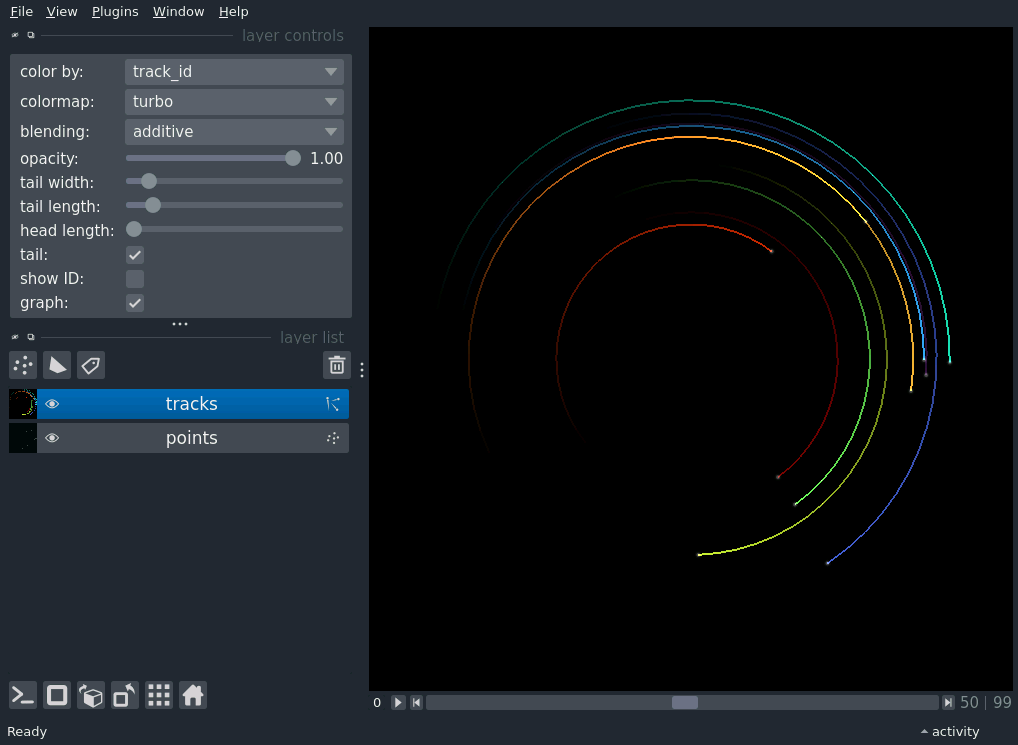 File View Plugins Window Help
layer controls
color by: track_id
colormap: turbo
blending: additive
opacity: 1.00
tail width:
tail length:
head length:
tail:
show ID:
graph:
layer list
tracks
points
0 50 | 99
Ready activity